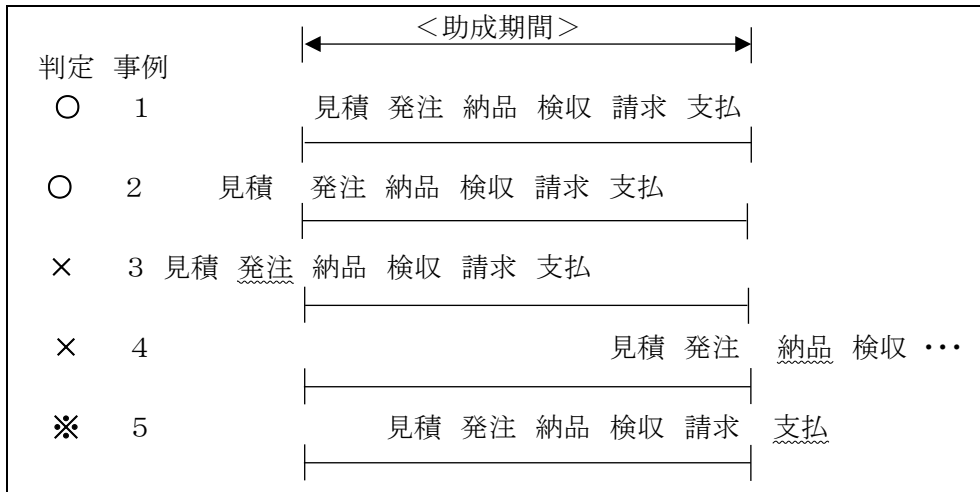 ＜助成期間＞
判定 事例
○ １ 見積 発注 納品 検収 請求 支払
○ ２ 見積 発注 納品 検収 請求 支払
× ３ 見積 発注 納品 検収 請求 支払
× ４ 見積 発注 納品 検収 ・・・
※ ５ 見積 発注 納品 検収 請求 支払